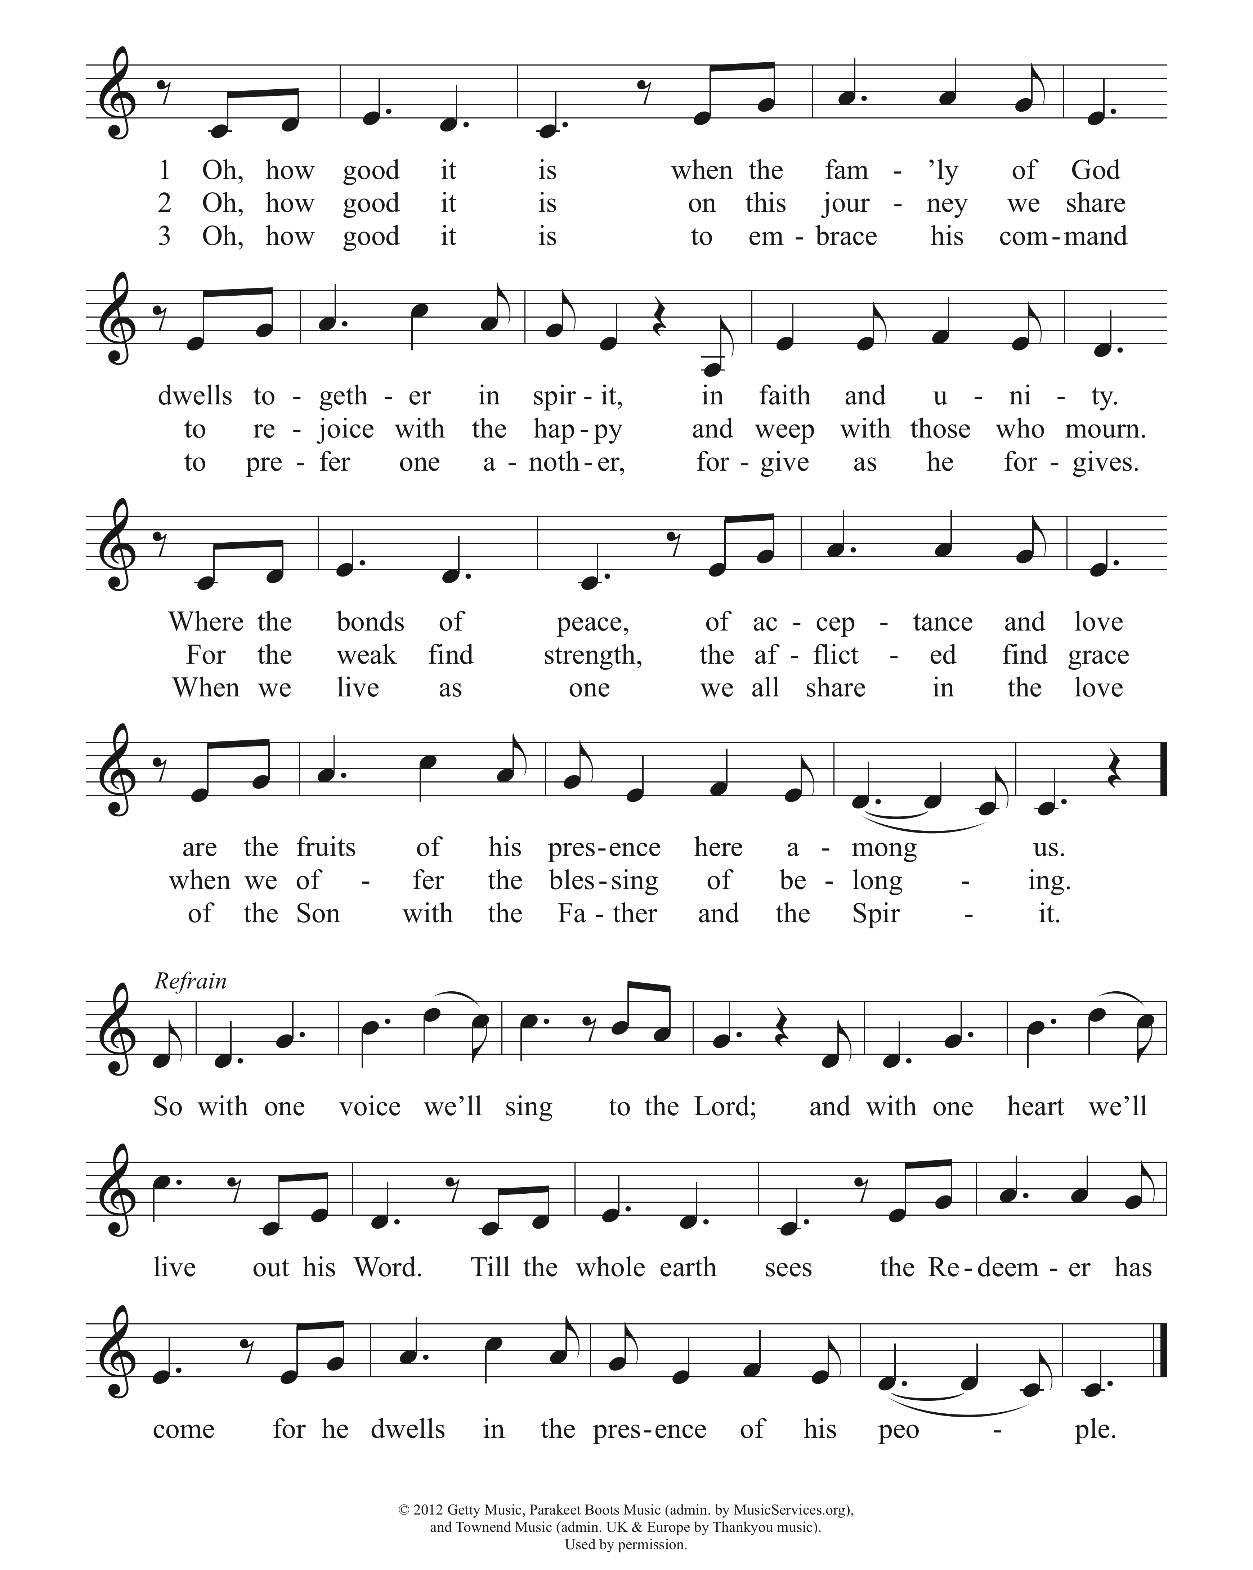 1 Oh, how good it is when the fam - ’ly of God
2 Oh, how good it is on this jour - ney we share
3 Oh, how good it is to em - brace his com - mand
dwells to - geth - er in spir - it, in faith and u - ni - ty.
to re - joice with the hap - py and weep with those who mourn.
to pre - fer one a - noth - er, for - give as he for - gives.
Where the bonds of peace, of ac - cep - tance and love
For the weak find strength, the af - flict - ed find grace
When we live as one we all share in the love
are the fruits of his pres - ence here a - mong us.
when we of - fer the bles - sing of be - long - ing.
of the Son with the Fa - ther and the Spir - it.
Refrain
So with one voice we’ll sing to the Lord; and with one heart we’ll
live out his Word. Till the whole earth sees the Re - deem - er has
come for he dwells in the pres - ence of his peo - ple.
© 2012 Getty Music, Parakeet Boots Music (admin. by MusicServices.org),
and Townend Music (admin. UK & Europe by Thankyou music).
Used by permission.